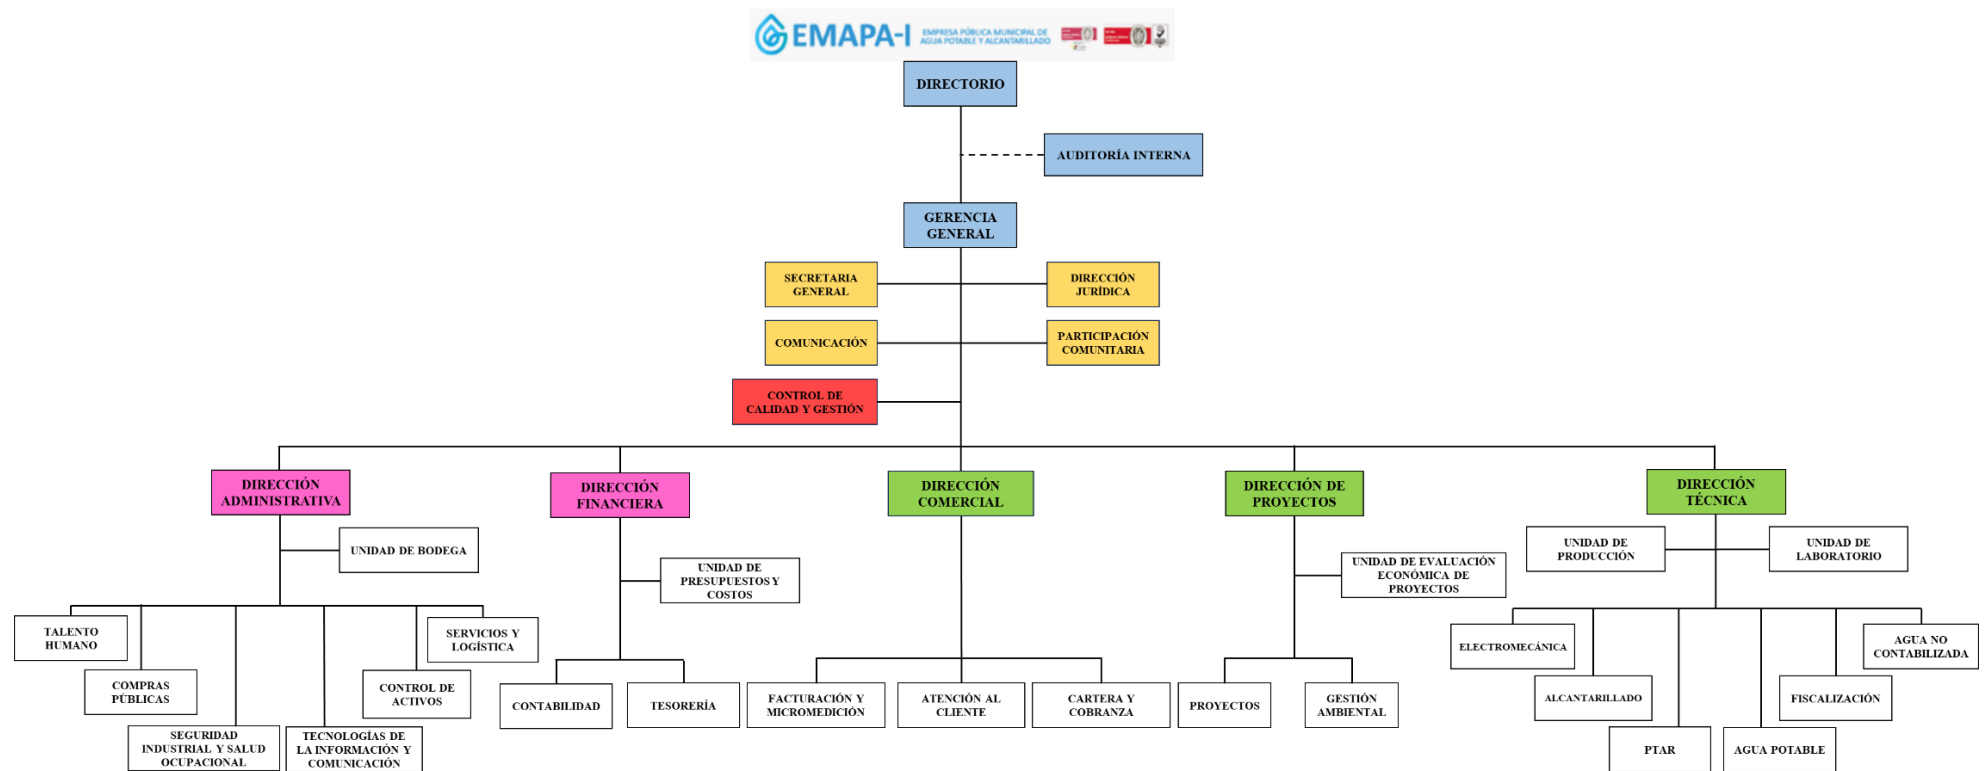 EMAPA-I
EMPRESA PÚBLICA MUNICIPAL DE
AGUA POTABLE Y ALCANTARILLADO
DIRECTORIO
AUDITORÍA INTERNA
GERENCIA
GENERAL
SECRETARIA
GENERAL
DIRECCIÓN
JURÍDICA
COMUNICACIÓN
PARTICIPACIÓN
COMUNITARIA
CONTROL DE
CALIDAD Y GESTIÓN
DIRECCIÓN
ADMINISTRATIVA
DIRECCIÓN
FINANCIERA
DIRECCIÓN
COMERCIAL
DIRECCIÓN DE
PROYECTOS
DIRECCIÓN
TÉCNICA
UNIDAD DE BODEGA
UNIDAD DE
PRESUPUESTOS Y
COSTOS
UNIDAD DE EVALUACIÓN
ECONÓMICA DE
PROYECTOS
UNIDAD DE
PRODUCCIÓN
UNIDAD DE
LABORATORIO
TALENTO
HUMANO
COMPRAS
PÚBLICAS
SEGURIDAD
INDUSTRIAL Y SALUD
OCUPACIONAL
TECNOLOGÍAS DE
LA INFORMACIÓN Y
COMUNICACIÓN
CONTROL DE
ACTIVOS
SERVICIOS Y
LOGÍSTICA
CONTABILIDAD
TESORERÍA
FACTURACIÓN Y
MICROMEDICIÓN
ATENCIÓN AL
CLIENTE
CARTERA Y
COBRANZA
PROYECTOS
GESTIÓN
AMBIENTAL
ELECTROMECÁNICA
ALCANTARILLADO
PTAR
AGUA POTABLE
FISCALIZACIÓN
AGUA NO
CONTABILIZADA